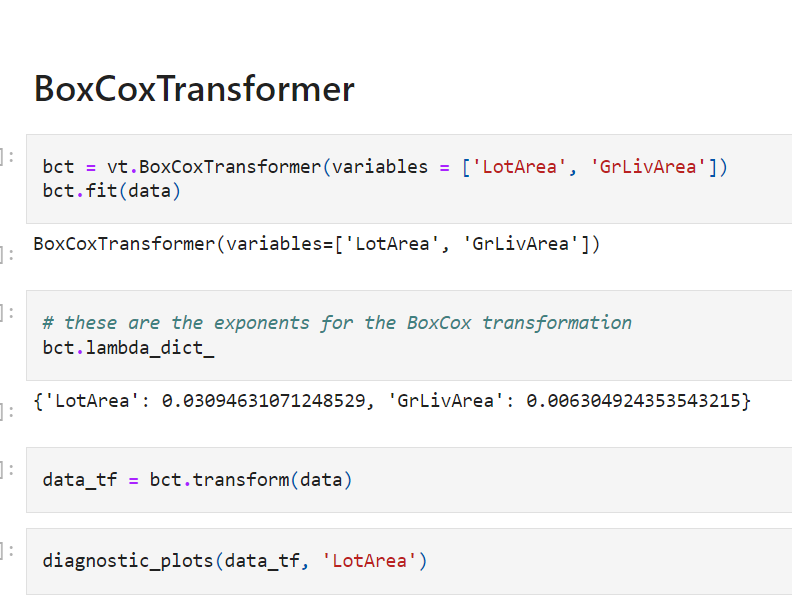 BoxCoxTransformer
]: bct = vt.BoxCoxTransformer(variables = ['LotArea', 'GrLivArea'])
bct.fit(data)
]: BoxCoxTransformer(variables=['LotArea', 'GrLivArea'])
]: # these are the exponents for the BoxCox transformation
bct.lambda_dict_
]: {'LotArea': 0.03094631071248529, 'GrLivArea': 0.006304924353543215}
]: data_tf = bct.transform(data)
]: diagnostic_plots(data_tf, 'LotArea')